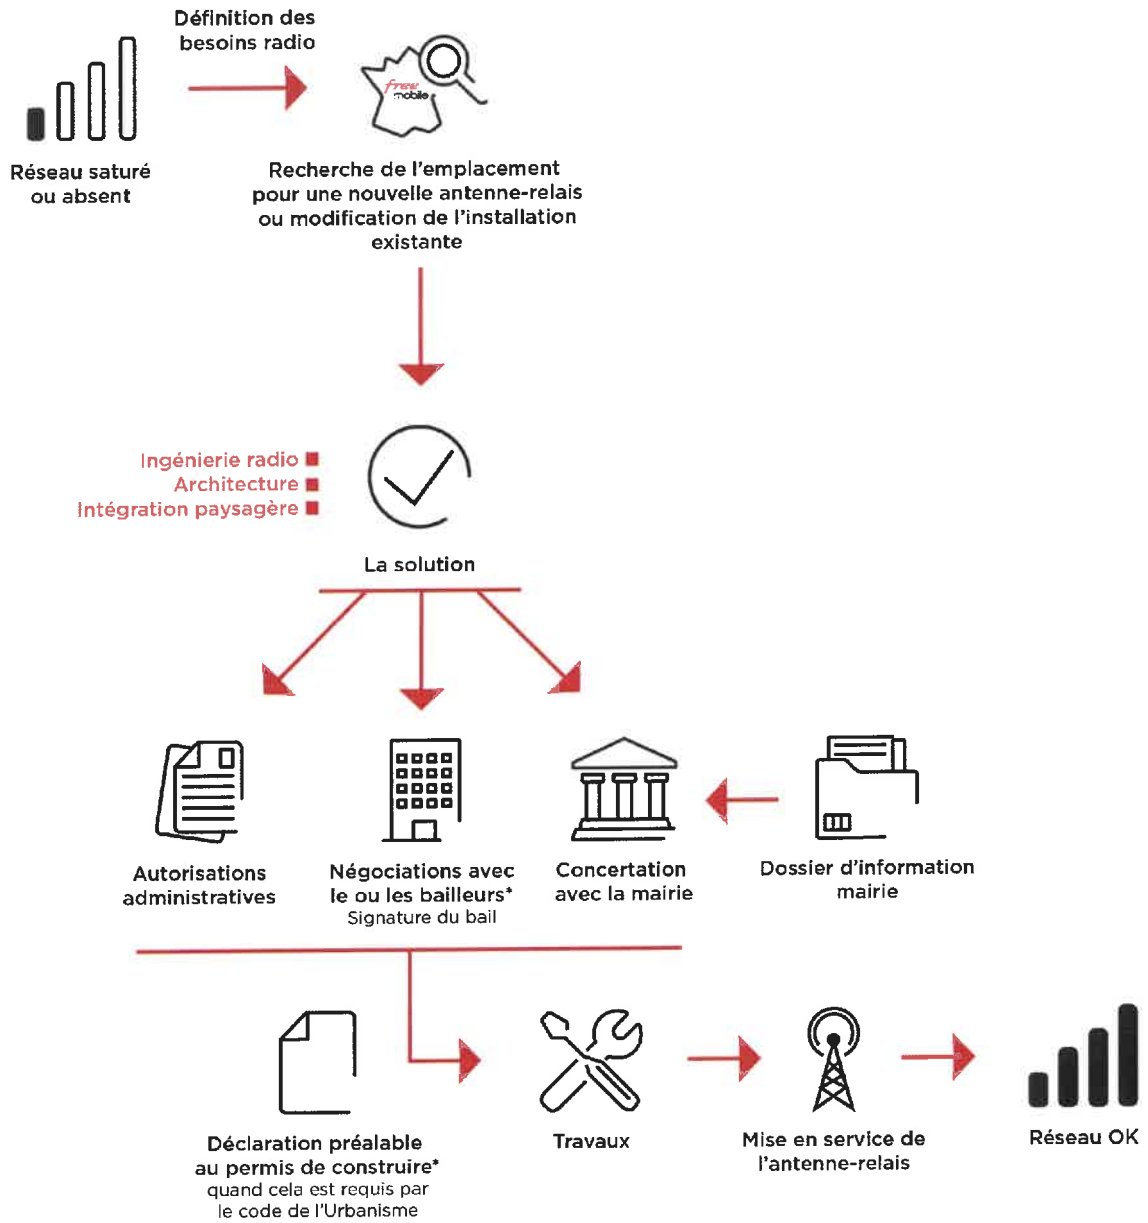 Définition des
besoins radio
free
mobile
Réseau saturé
ou absent
Recherche de l'emplacement
pour une nouvelle antenne-relais
ou modification de l'installation
existante
Ingénierie radio
Architecture
Intégration paysagère
La solution
Autorisations
administratives
Négociations avec
le ou les bailleurs*
Signature du bail
Concertation
avec la mairie
Dossier d'information
mairie
Déclaration préalable
au permis de construire*
quand cela est requis par
le code de l'Urbanisme
Travaux
Mise en service de
l'antenne-relais
Réseau OK